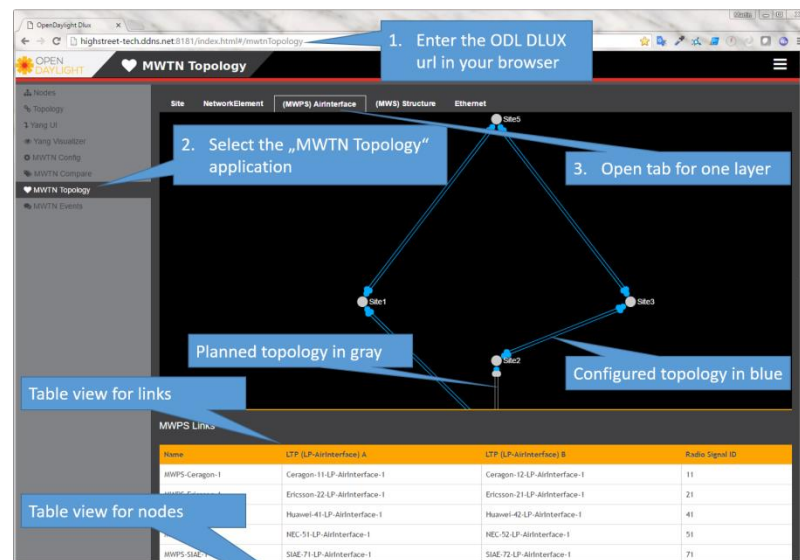 OpenDaylight Dlux
highstreet-tech.ddns.net:8181/index.html#/mwtnTopology
1. Enter the ODL DLUX
url in your browser
OPEN
DAYLIGHT
MWTN Topology
Nodes
Topology
Yang UI
Yang Visualizer
MWTN Config
MWTN Compare
MWTN Topology
MWTN Events
Site NetworkElement (MWPS) AirInterface (MWS) Structure Ethernet
Site5
2. Select the „MWTN Topology“
application
3. Open tab for one layer
Site1
Site3
Planned topology in gray
Site2
Configured topology in blue
Table view for links
MWPS Links
Name LTP (LP-AirInterface) A LTP (LP-AirInterface) B Radio Signal ID
MWPS-Ceragon-1 Ceragon-11-LP-AirInterface-1 Ceragon-12-LP-AirInterface-1 11
Ericsson-22-LP-AirInterface-1 Ericsson-21-LP-AirInterface-1 21
Huawei-41-LP-AirInterface-1 Huawei-42-LP-AirInterface-1 41
Table view for nodes
NEC-51-LP-AirInterface-1 NEC-52-LP-AirInterface-1 51
MWPS-SIAE-1 SIAE-71-LP-AirInterface-1 SIAE-72-LP-AirInterface-1 71